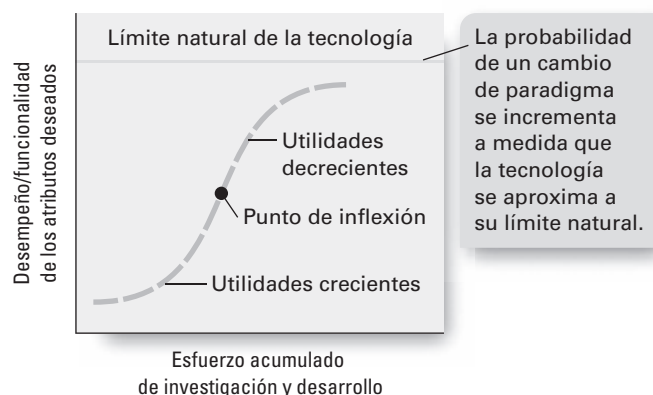 Límite natural de la tecnología
La probabilidad
de un cambio
de paradigma
se incrementa
a medida que
la tecnología
se aproxima a
su límite natural.
Desempeño/funcionalidad
de los atributos deseados
Utilidades
decrecientes
Punto de inflexión
Utilidades crecientes
Esfuerzo acumulado
de investigación y desarrollo